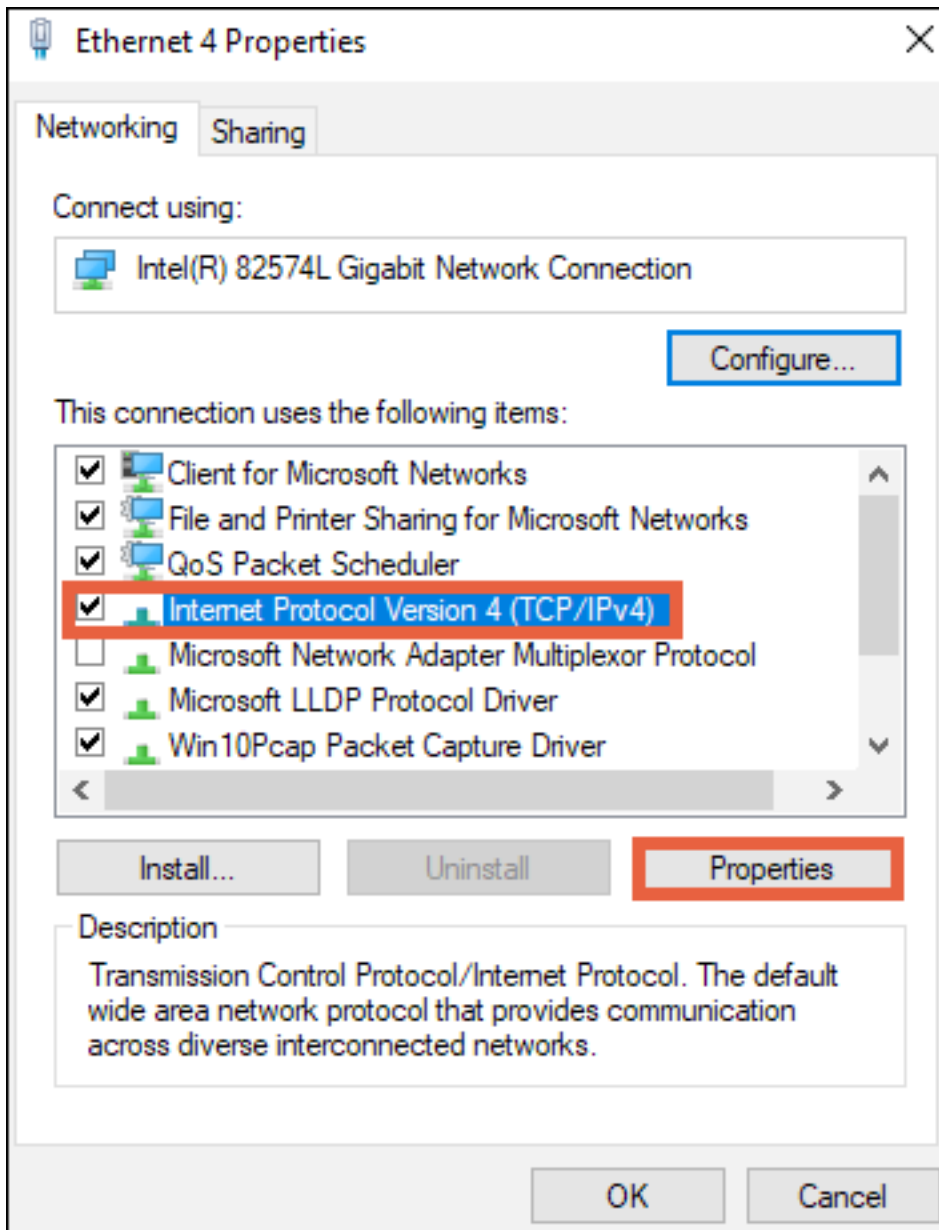 Ethernet 4 Properties
Networking
Sharing
Connect using:
Intel(R) 82574L Gigabit Network Connection
Configure...
This connection uses the following items:
Client for Microsoft Networks
File and Printer Sharing for Microsoft Networks
QoS Packet Scheduler
Internet Protocol Version 4 (TCP/IPv4)
Microsoft Network Adapter Multiplexor Protocol
Microsoft LLDP Protocol Driver
Win10Pcap Packet Capture Driver
Install...
Uninstall
Properties
Description
Transmission Control Protocol/Internet Protocol. The default
wide area network protocol that provides communication
across diverse interconnected networks.
OK
Cancel